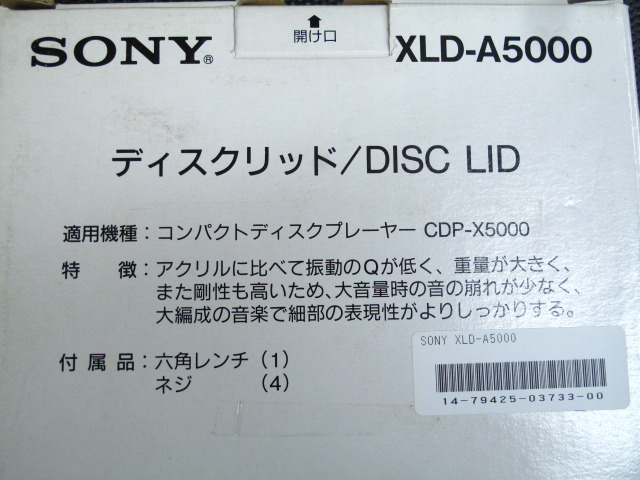 開け口
SONY®
XLD-A5000
ディスクリッド/DISC LID
適用機種：コンパクトディスクプレーヤー CDP-X5000
特 徴：アクリルに比べて振動のQが低く、重量が大きく、
また剛性も高いため、大音量時の音の崩れが少なく、
大編成の音楽で細部の表現性がよりしっかりする。
付属品：六角レンチ（1）
ネジ （4）
SONY XLD-A5000
14-79425-03733-00